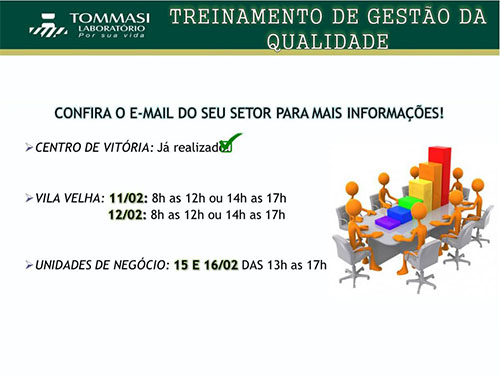 TOMMASI
LABORATÓRIO
Por sua vida
TREINAMENTO DE GESTÃO DA
QUALIDADE
CONFIRA O E-MAIL DO SEU SETOR PARA MAIS INFORMAÇÕES!
CENTRO DE VITÓRIA: Já realizado
VILA VELHA: 11/02: 8h as 12h ou 14h as 17h
12/02: 8h as 12h ou 14h as 17h
UNIDADES DE NEGÓCIO: 15 E 16/02 DAS 13h as 17h